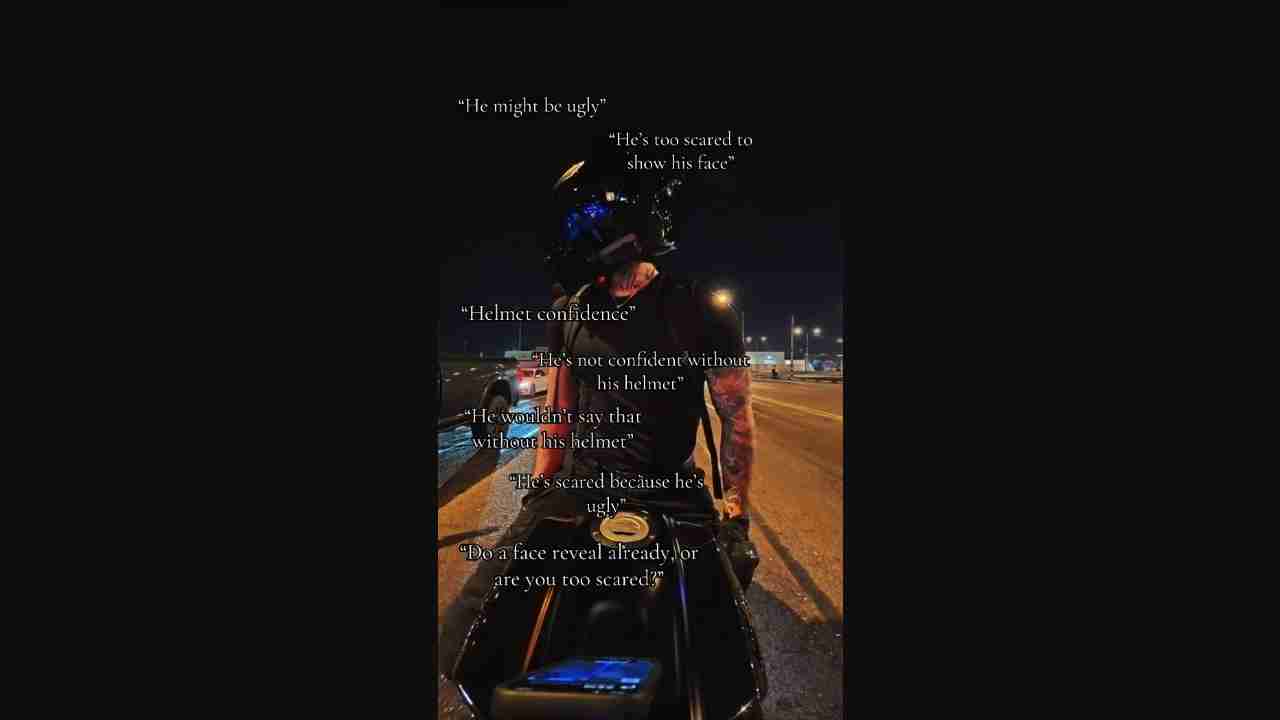 “He might be ugly”
“He’s too scared to
show his face”
“Helmet confidence”
“He’s not confident without
his helmet”
“He wouldn’t say that
without his helmet”
“He’s scared because he’s
ugly”
“Do a face reveal already, or
are you too scared?”